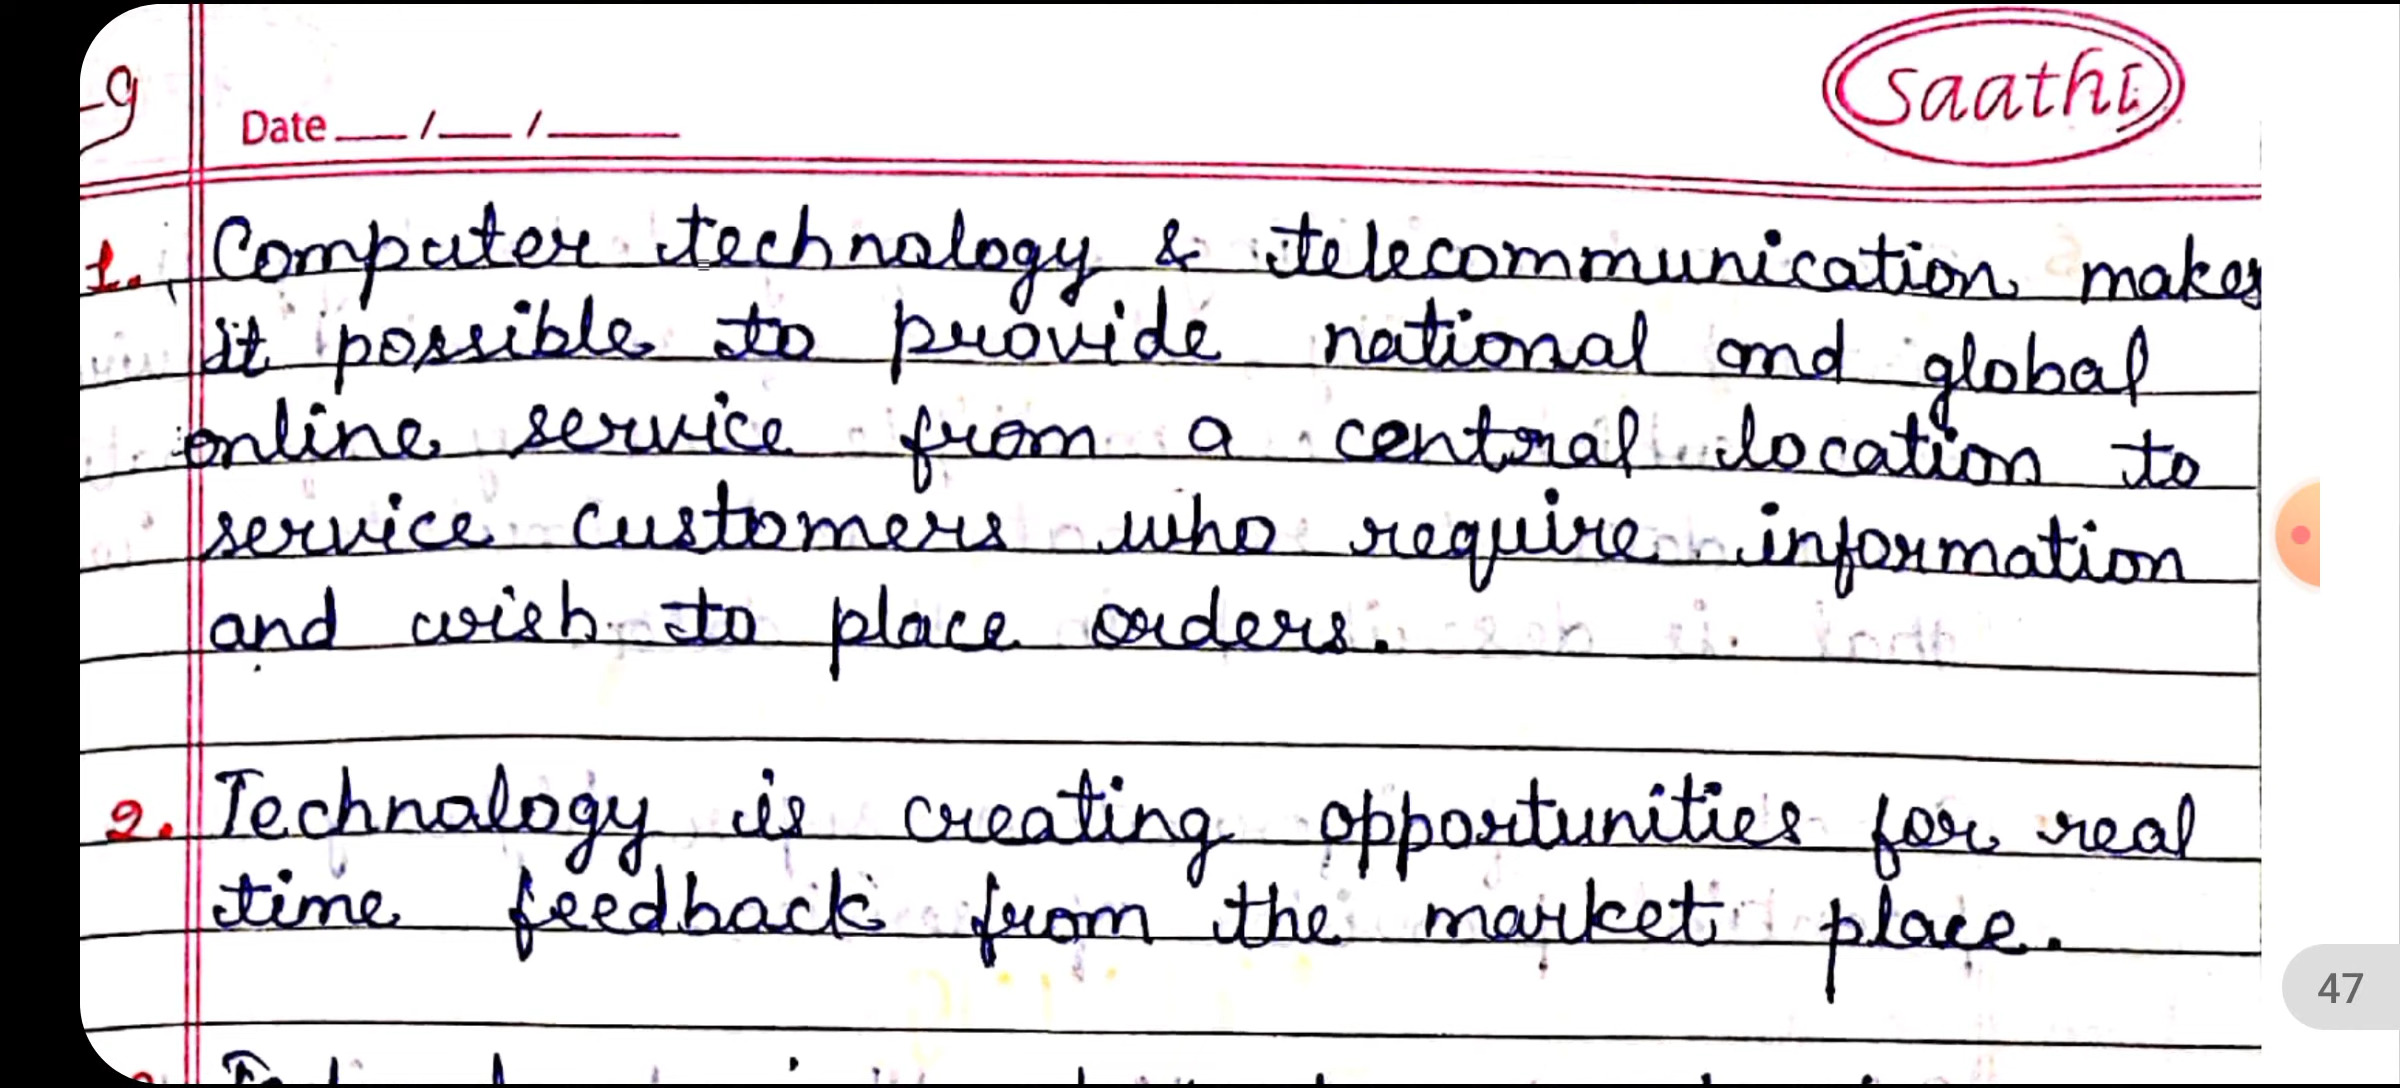 -9
Saathi
Date / /
1. Computer technology & telecommunication makes
it possible to provide national and global
online service from a central location to
service customers who require information
and wish to place orders.
2. Technology is creating opportunities for real
time feedback from the market place.
47